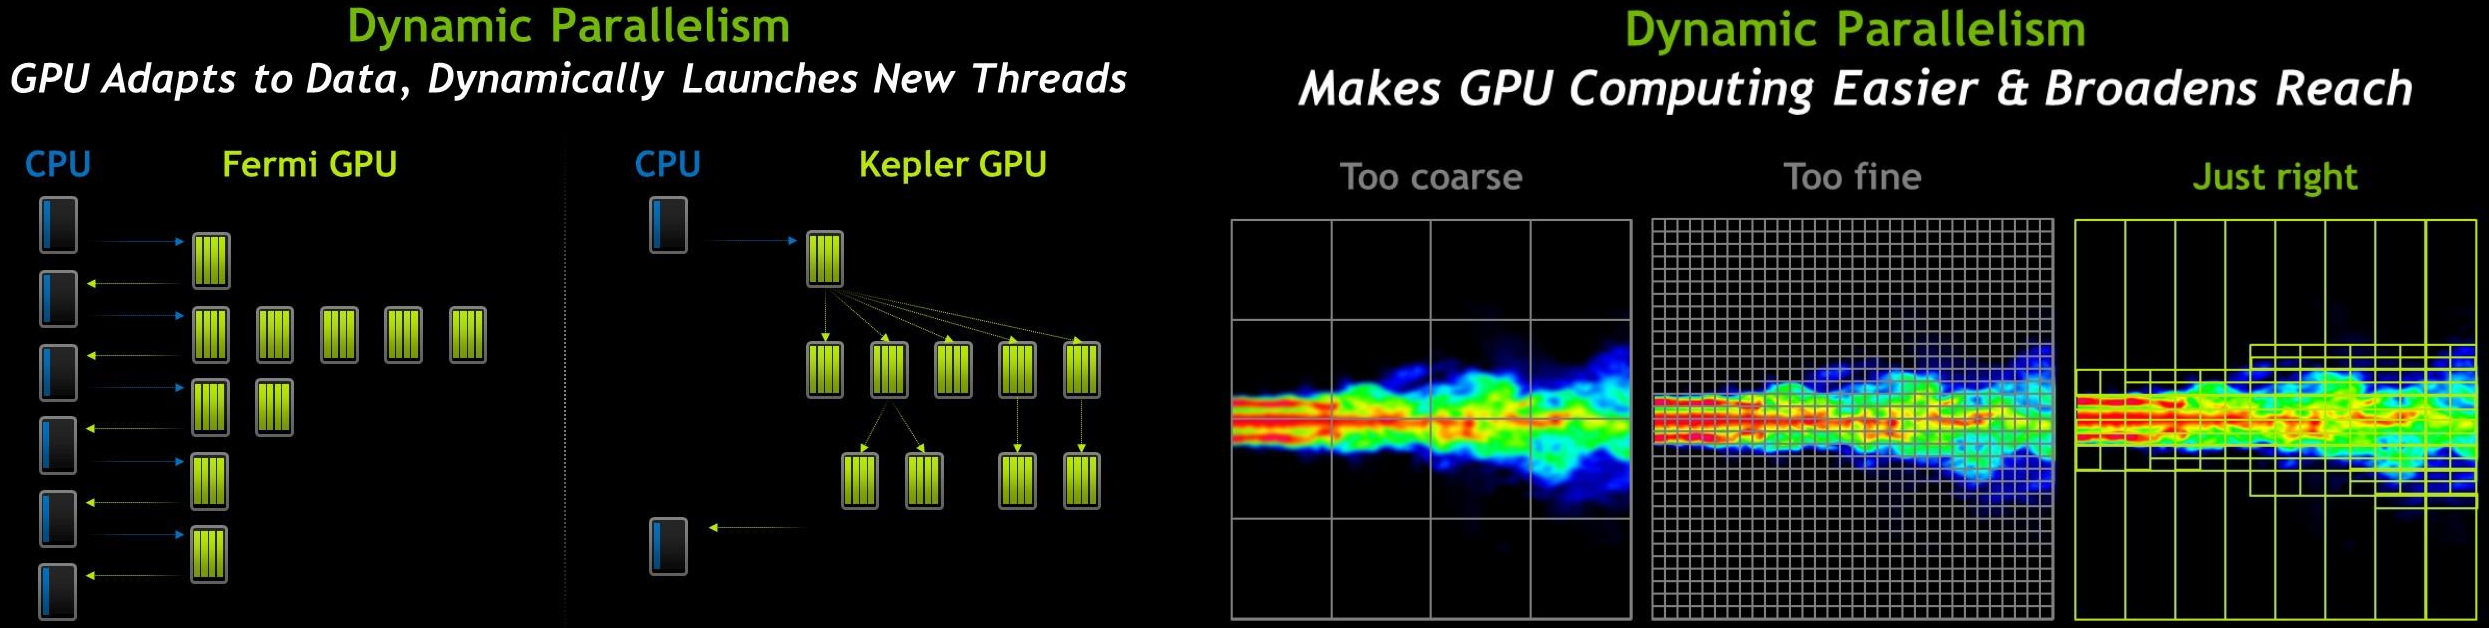 Dynamic Parallelism
GPU Adapts to Data, Dynamically Launches New Threads
CPU
Fermi GPU
CPU
Kepler GPU
Dynamic Parallelism
Makes GPU Computing Easier & Broadens Reach
Too coarse
Too fine
Just right